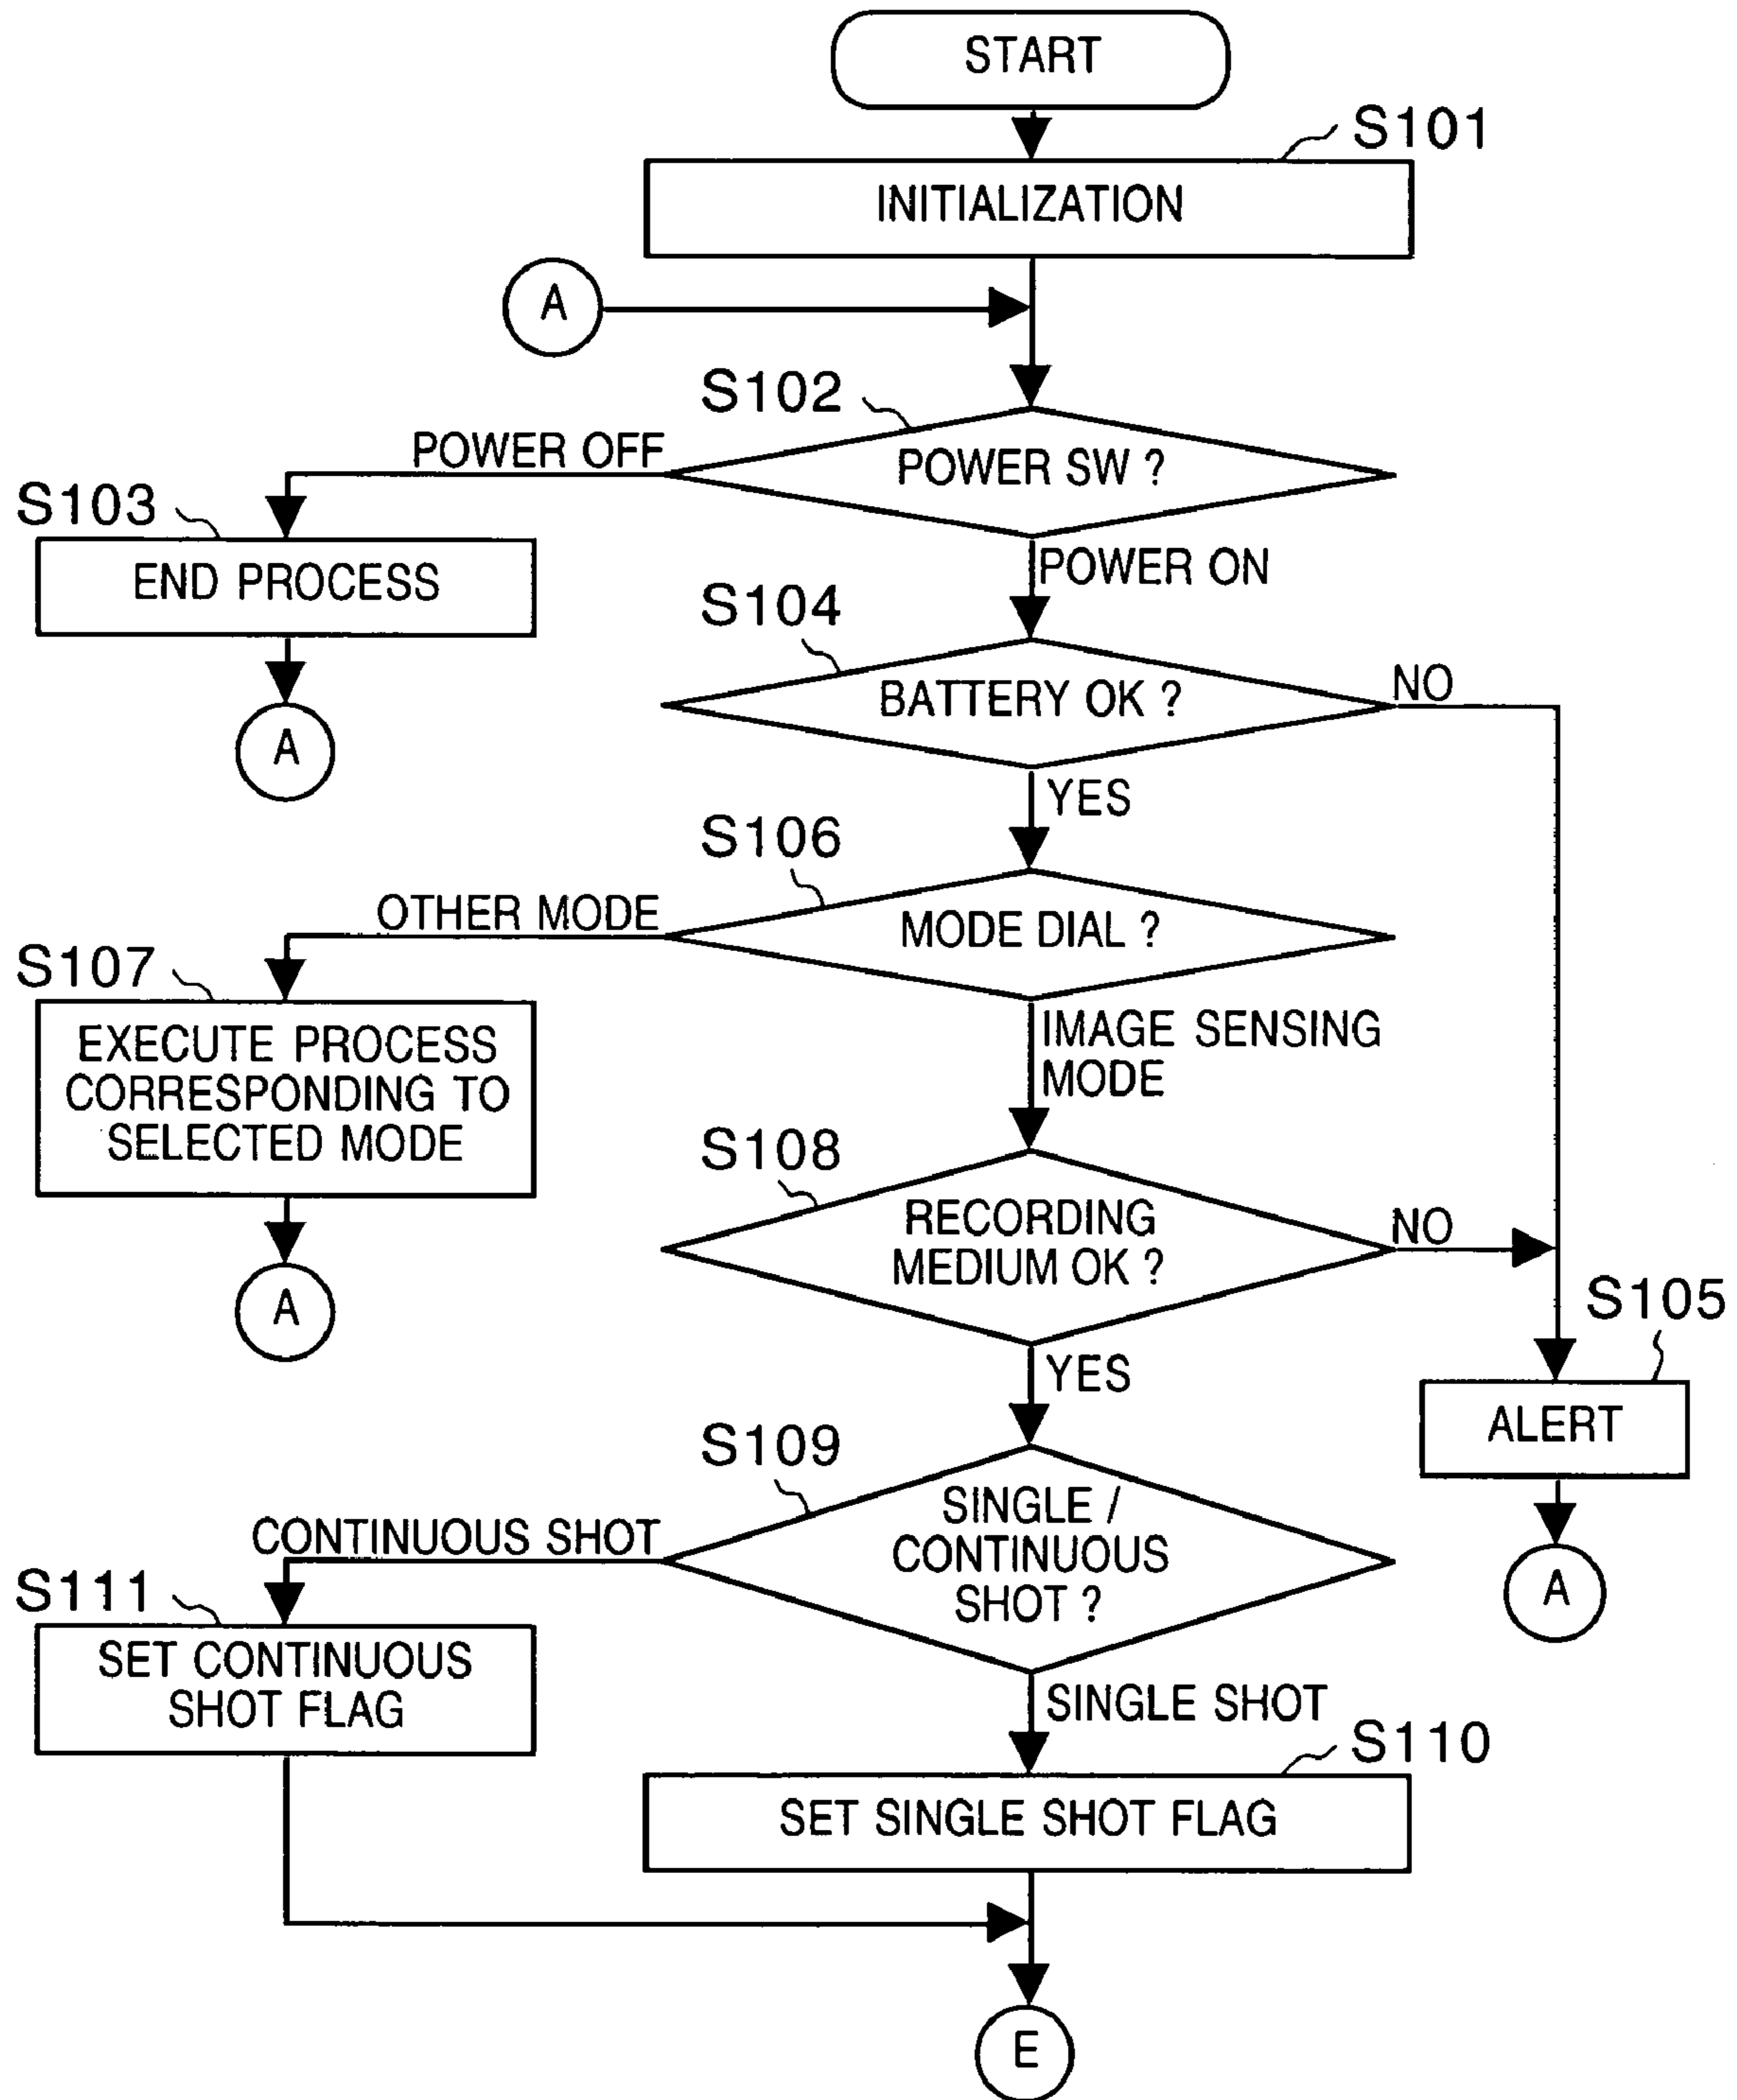 START
S101
INITIALIZATION
A
S102
POWER OFF
POWER SW ?
S103
END PROCESS
POWER ON
S104
A
BATTERY OK ?
NO
YES
S106
OTHER MODE
MODE DIAL ?
S107
EXECUTE PROCESS
CORRESPONDING TO
SELECTED MODE
IMAGE SENSING
MODE
S108
A
RECORDING
MEDIUM OK ?
NO
S105
YES
ALERT
S109
A
CONTINUOUS SHOT
SINGLE /
CONTINUOUS
SHOT ?
S111
SET CONTINUOUS
SHOT FLAG
SINGLE SHOT
S110
SET SINGLE SHOT FLAG
E